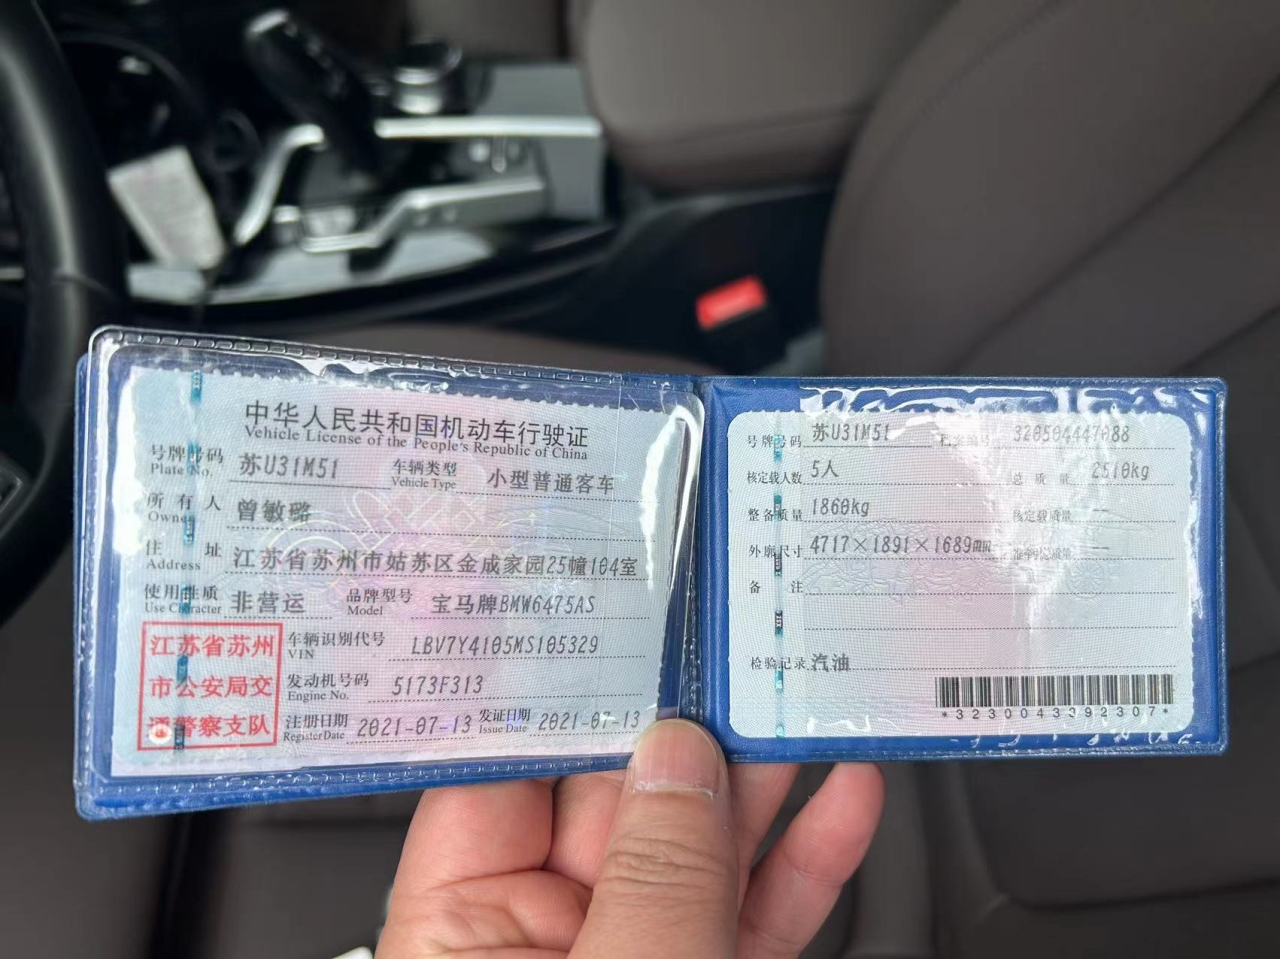 中华人民共和国机动车行驶证
Vehicle License of the People's Republic of China
号牌号码 苏U31M51 车辆类型 小型普通客车
Plate No. Vehicle Type
所有人 曾敏璐
Owner
住址 江苏省苏州市姑苏区金成家园25幢104室
Address
使用性质 非营运 品牌型号 宝马牌BMW6475AS
Use Character Model
江苏省苏州
市公安局交
通警察支队
车辆识别代号 LBV7Y4105MS105329
VIN
发动机号码 5173F313
Engine No.
注册日期 2021-07-13 发证日期 2021-07-13
Register Date Issue Date
号牌号码 苏U31M51 档案编号 320504447088
核定载人数 5人 总质量 2510kg
整备质量 1860kg 核定载质量 --
外廓尺寸 4717×1891×1689mm 准牵引总质量 --
备注
检验记录 汽油
*3230043392307*